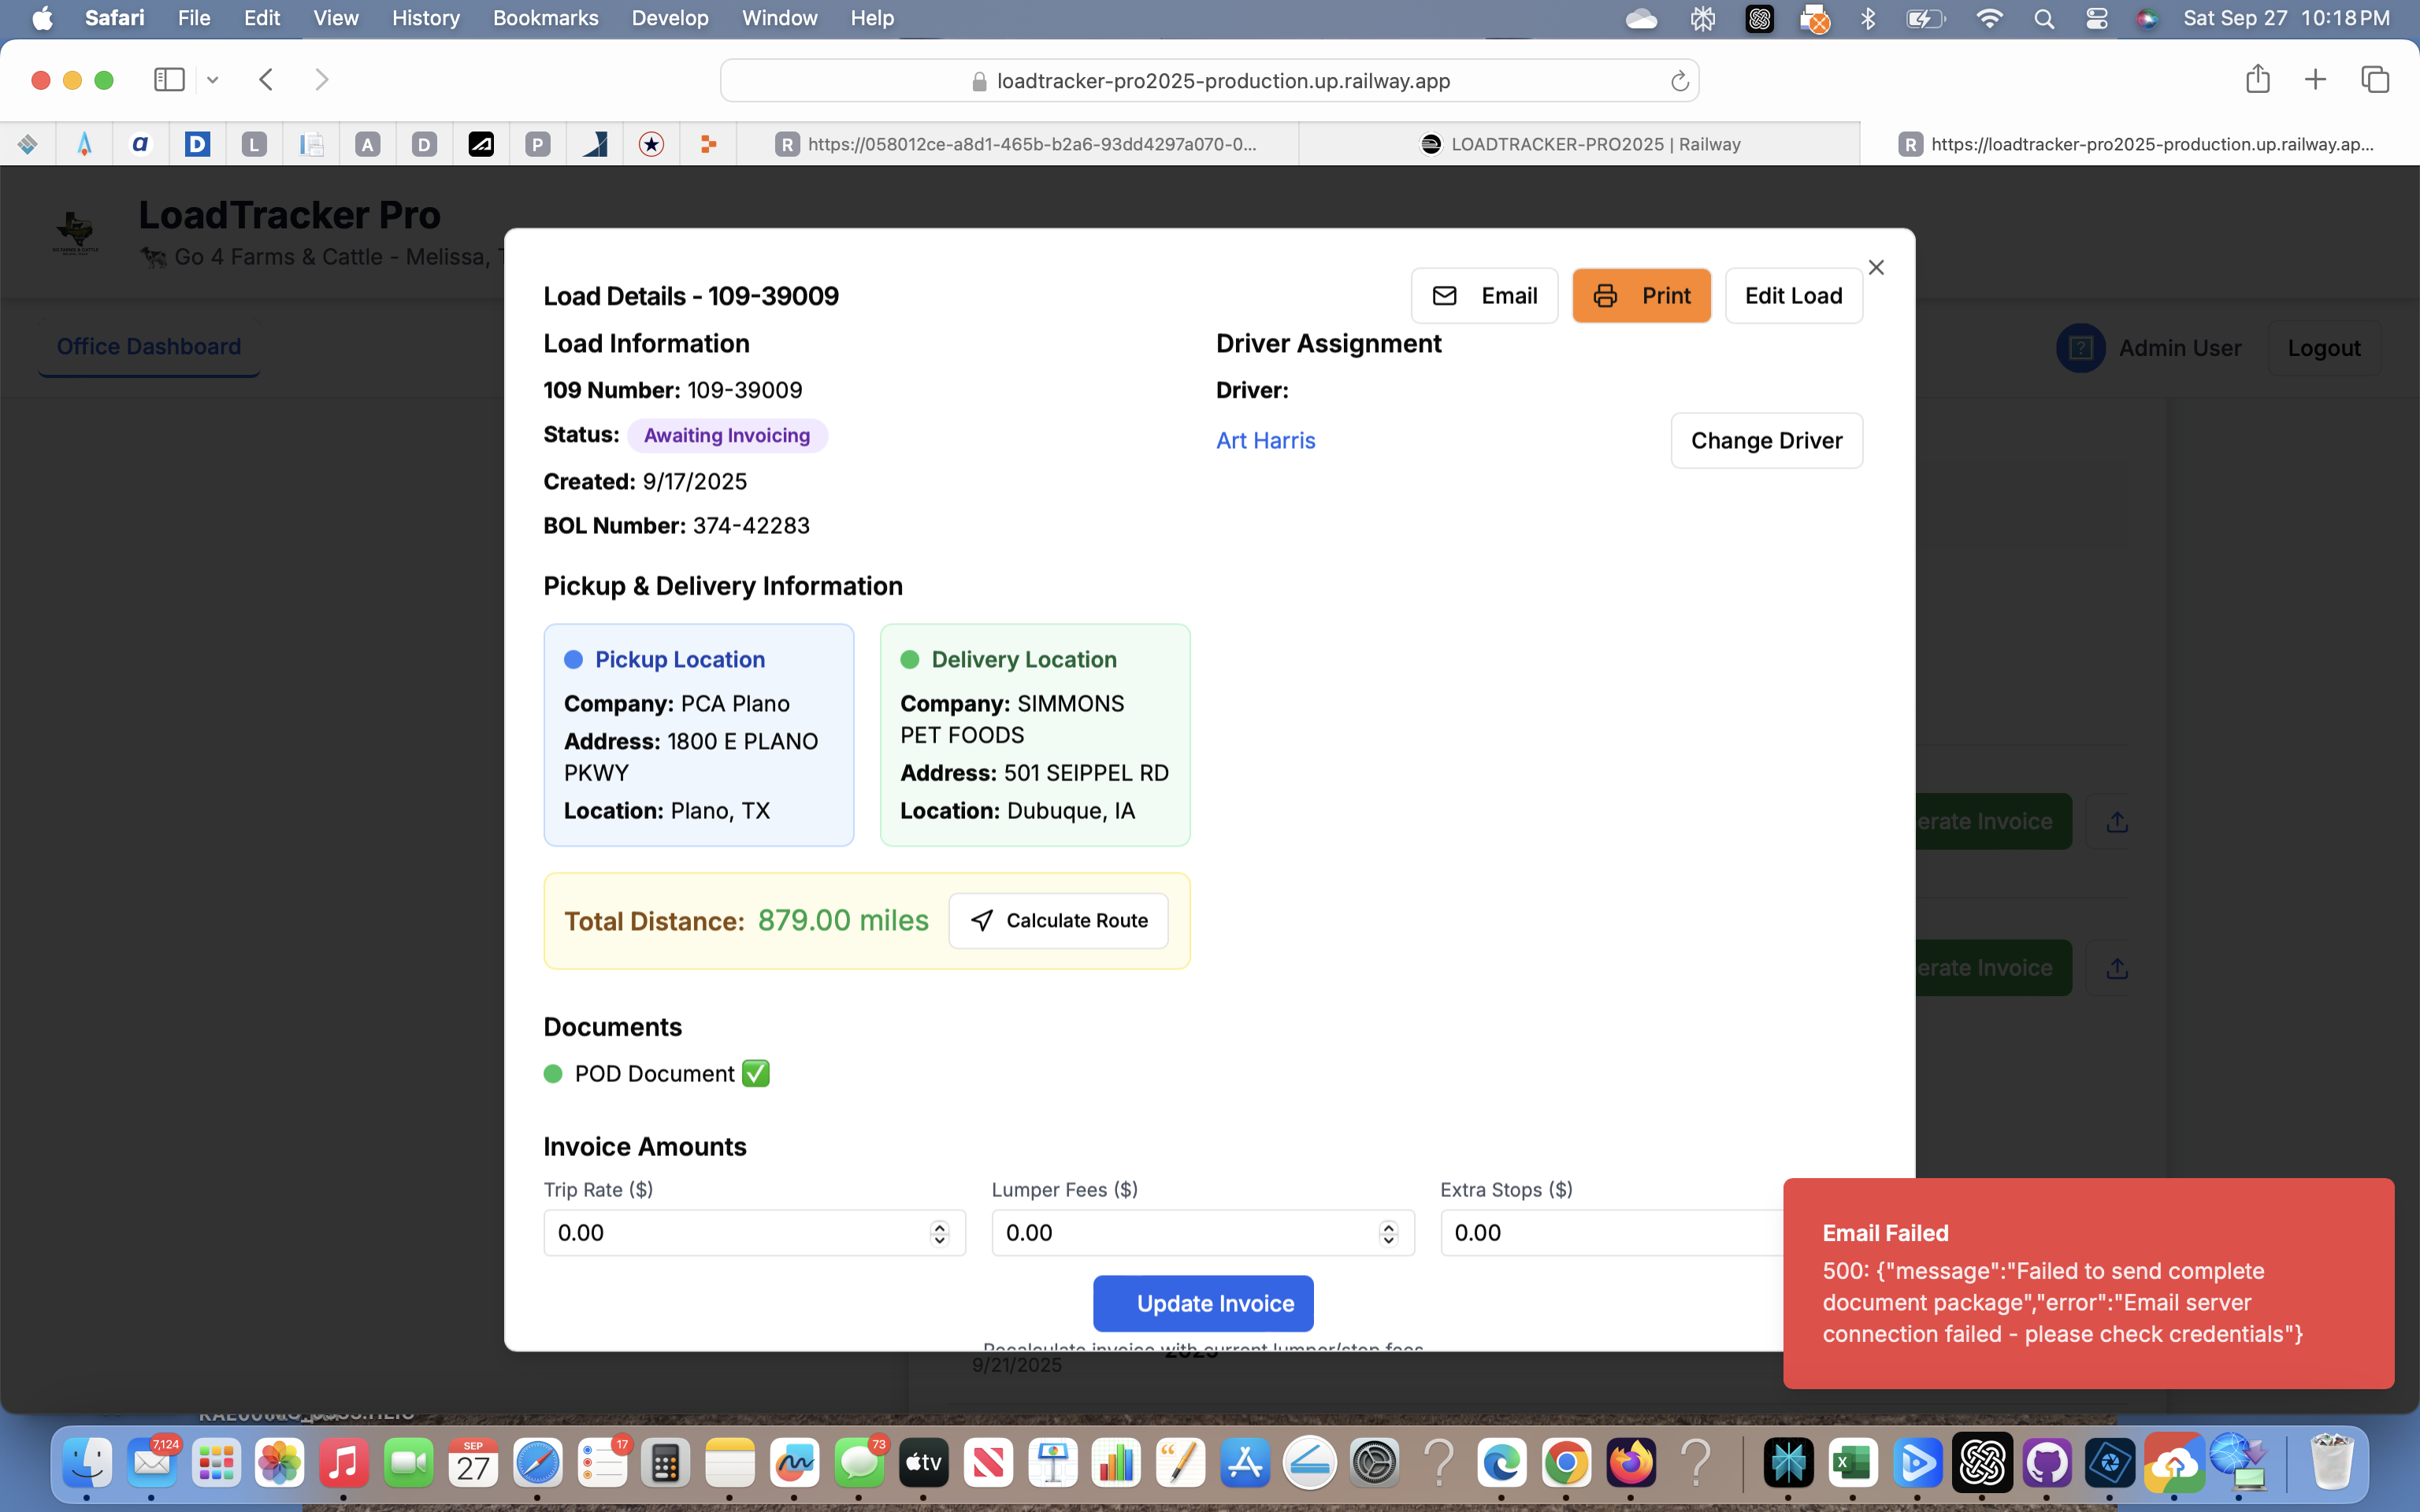 Safari File Edit View History Bookmarks Develop Window Help
Sat Sep 27 10:18 PM
loadtracker-pro2025-production.up.railway.app
a D L A D P
R https://058012ce-a8d1-465b-b2a6-93dd4297a070-0...
LOADTRACKER-PRO2025 | Railway
R https://loadtracker-pro2025-production.up.railway.ap...
LoadTracker Pro
Go 4 Farms & Cattle - Melissa,
Office Dashboard
Admin User
Logout
Load Details - 109-39009
Email
Print
Edit Load
Load Information
109 Number: 109-39009
Status: Awaiting Invoicing
Created: 9/17/2025
BOL Number: 374-42283
Driver Assignment
Driver:
Art Harris
Change Driver
Pickup & Delivery Information
Pickup Location
Company: PCA Plano
Address: 1800 E PLANO
PKWY
Location: Plano, TX
Delivery Location
Company: SIMMONS
PET FOODS
Address: 501 SEIPPEL RD
Location: Dubuque, IA
Total Distance: 879.00 miles
Calculate Route
erate Invoice
erate Invoice
Documents
POD Document
Invoice Amounts
Trip Rate ($)
0.00
Lumper Fees ($)
0.00
Extra Stops ($)
0.00
Update Invoice
Recalculate invoice with current lumper/stop fees
9/21/2025
Email Failed
500: {"message":"Failed to send complete
document package","error":"Email server
connection failed - please check credentials"}
7,124
SEP
27
17
73
tv